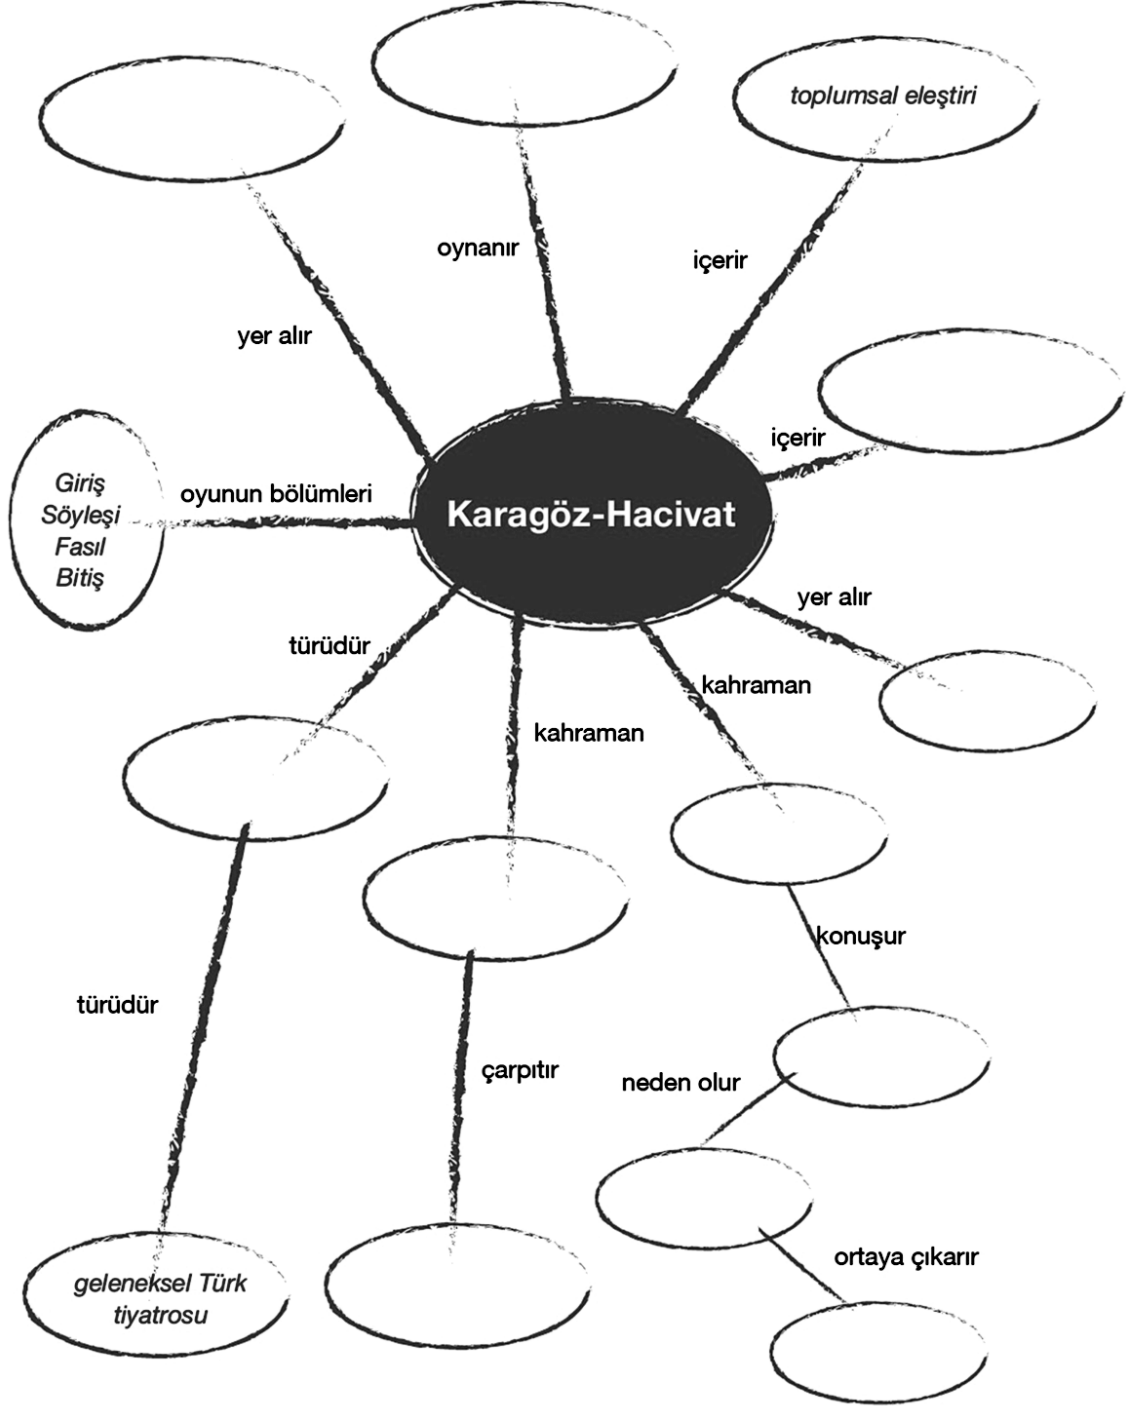 toplumsal eleştiri
oynanır
içerir
yer alır
içerir
Giriş
Söyleşi
Fasıl
Bitiş
oyunun bölümleri
Karagöz-Hacivat
yer alır
türüdür
kahraman
kahraman
konuşur
türüdür
çarpıtır
neden olur
ortaya çıkarır
geleneksel Türk
tiyatrosu